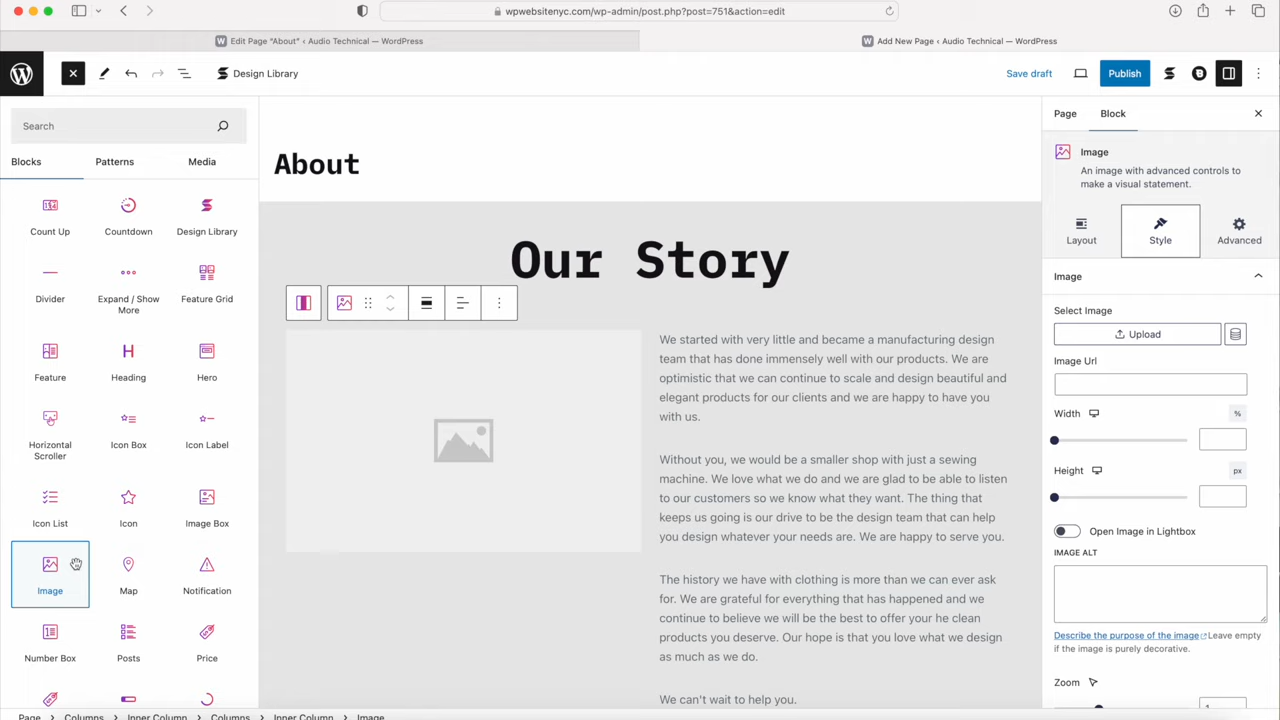 wpwebsitenyc.com/wp-admin/post.php?post=751&action=edit
Edit Page "About" ‹ Audio Technical — WordPress
Add New Page ‹ Audio Technical — WordPress
Design Library
Save draft
Publish
Search
Blocks
Patterns
Media
Count Up
Countdown
Design Library
Divider
Expand / Show
More
Feature Grid
Feature
Heading
Hero
Horizontal
Scroller
Icon Box
Icon Label
Icon List
Icon
Image Box
Image
Map
Notification
Number Box
Posts
Price
About
Our Story
We started with very little and became a manufacturing design
team that has done immensely well with our products. We are
optimistic that we can continue to scale and design beautiful and
elegant products for our clients and we are happy to have you
with us.
Without you, we would be a smaller shop with just a sewing
machine. We love what we do and we are glad to be able to listen
to our customers so we know what they want. The thing that
keeps us going is our drive to be the design team that can help
you design whatever your needs are. We are happy to serve you.
The history we have with clothing is more than we can ever ask
for. We are grateful for everything that has happened and we
continue to believe we will be the best to offer your he clean
products you deserve. Our hope is that you love what we design
as much as we do.
We can't wait to help you.
Page
Block
Image
An image with advanced controls to
make a visual statement.
Layout
Style
Advanced
Image
Select Image
Upload
Image Url
Width
%
Height
px
Open Image in Lightbox
IMAGE ALT
Describe the purpose of the image Leave empty
if the image is purely decorative.
Zoom
1
Page
Columns
Inner Column
Columns
Inner Column
Image